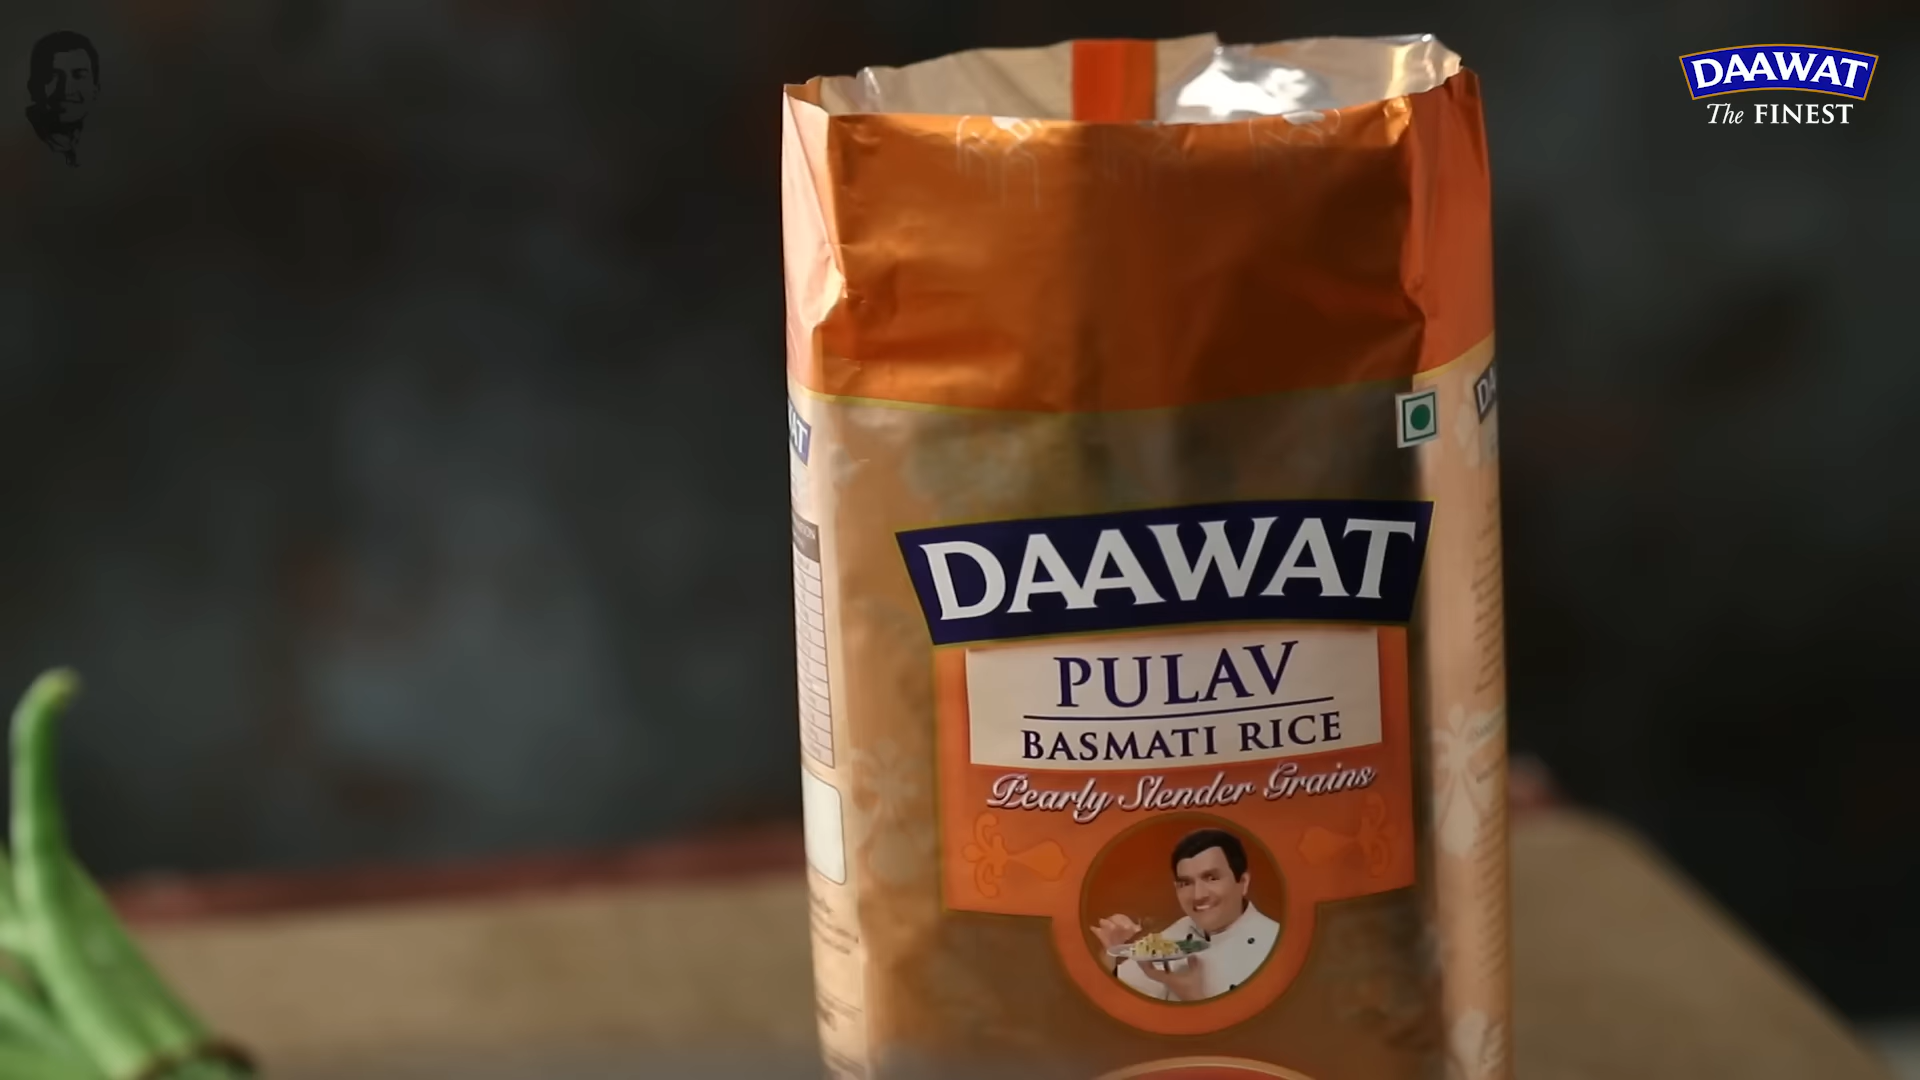 DAAWAT
The FINEST
DAAWAT
PULAV
BASMATI RICE
Pearly Slender Grains